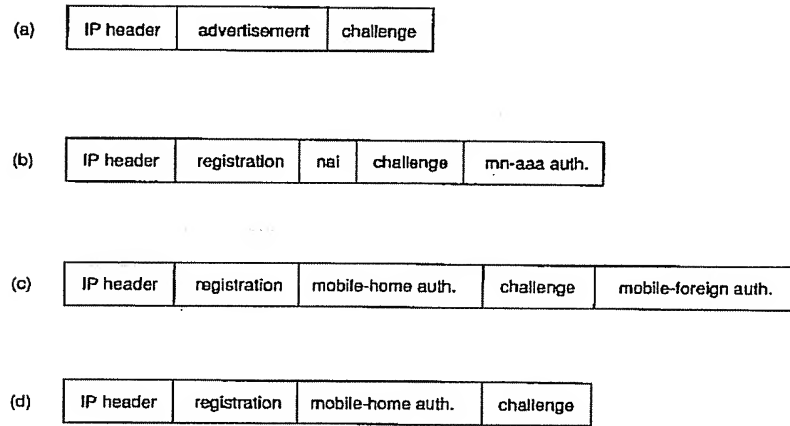 (a) IP header advertisement challenge
(b) IP header registration nai challenge mn-aaa auth.
(c) IP header registration mobile-home auth. challenge mobile-foreign auth.
(d) IP header registration mobile-home auth. challenge